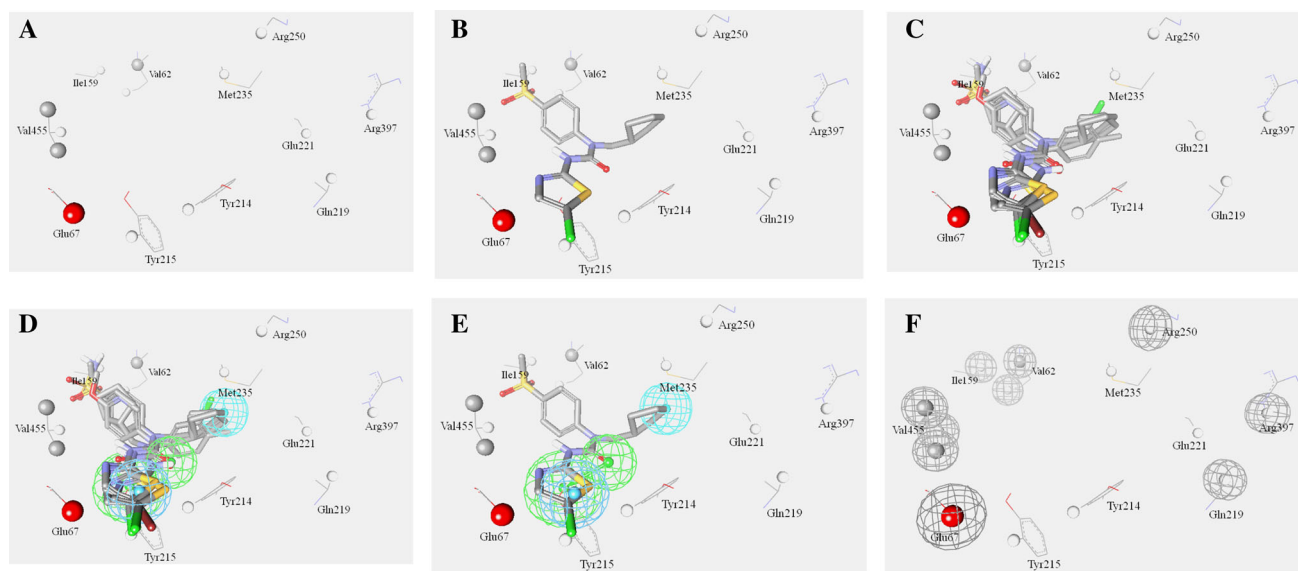 A
Arg250
Ile159
Val62
Met235
Val455
Glu221
Arg397
Glu67
Tyr214
Gln219
Tyr215
B
Arg250
Ile159
Val62
Met235
Val455
Glu221
Arg397
Glu67
Tyr214
Gln219
Tyr215
C
Arg250
Ile159
Val62
Met235
Val455
Glu221
Arg397
Glu67
Tyr214
Gln219
Tyr215
D
Arg250
Ile159
Val62
Met235
Val455
Glu221
Arg397
Glu67
Tyr214
Gln219
Tyr215
E
Arg250
Ile159
Val62
Met235
Val455
Glu221
Arg397
Glu67
Tyr214
Gln219
Tyr215
F
Arg250
Ile159
Val62
Met235
Val455
Glu221
Arg397
Glu67
Tyr214
Gln219
Tyr215